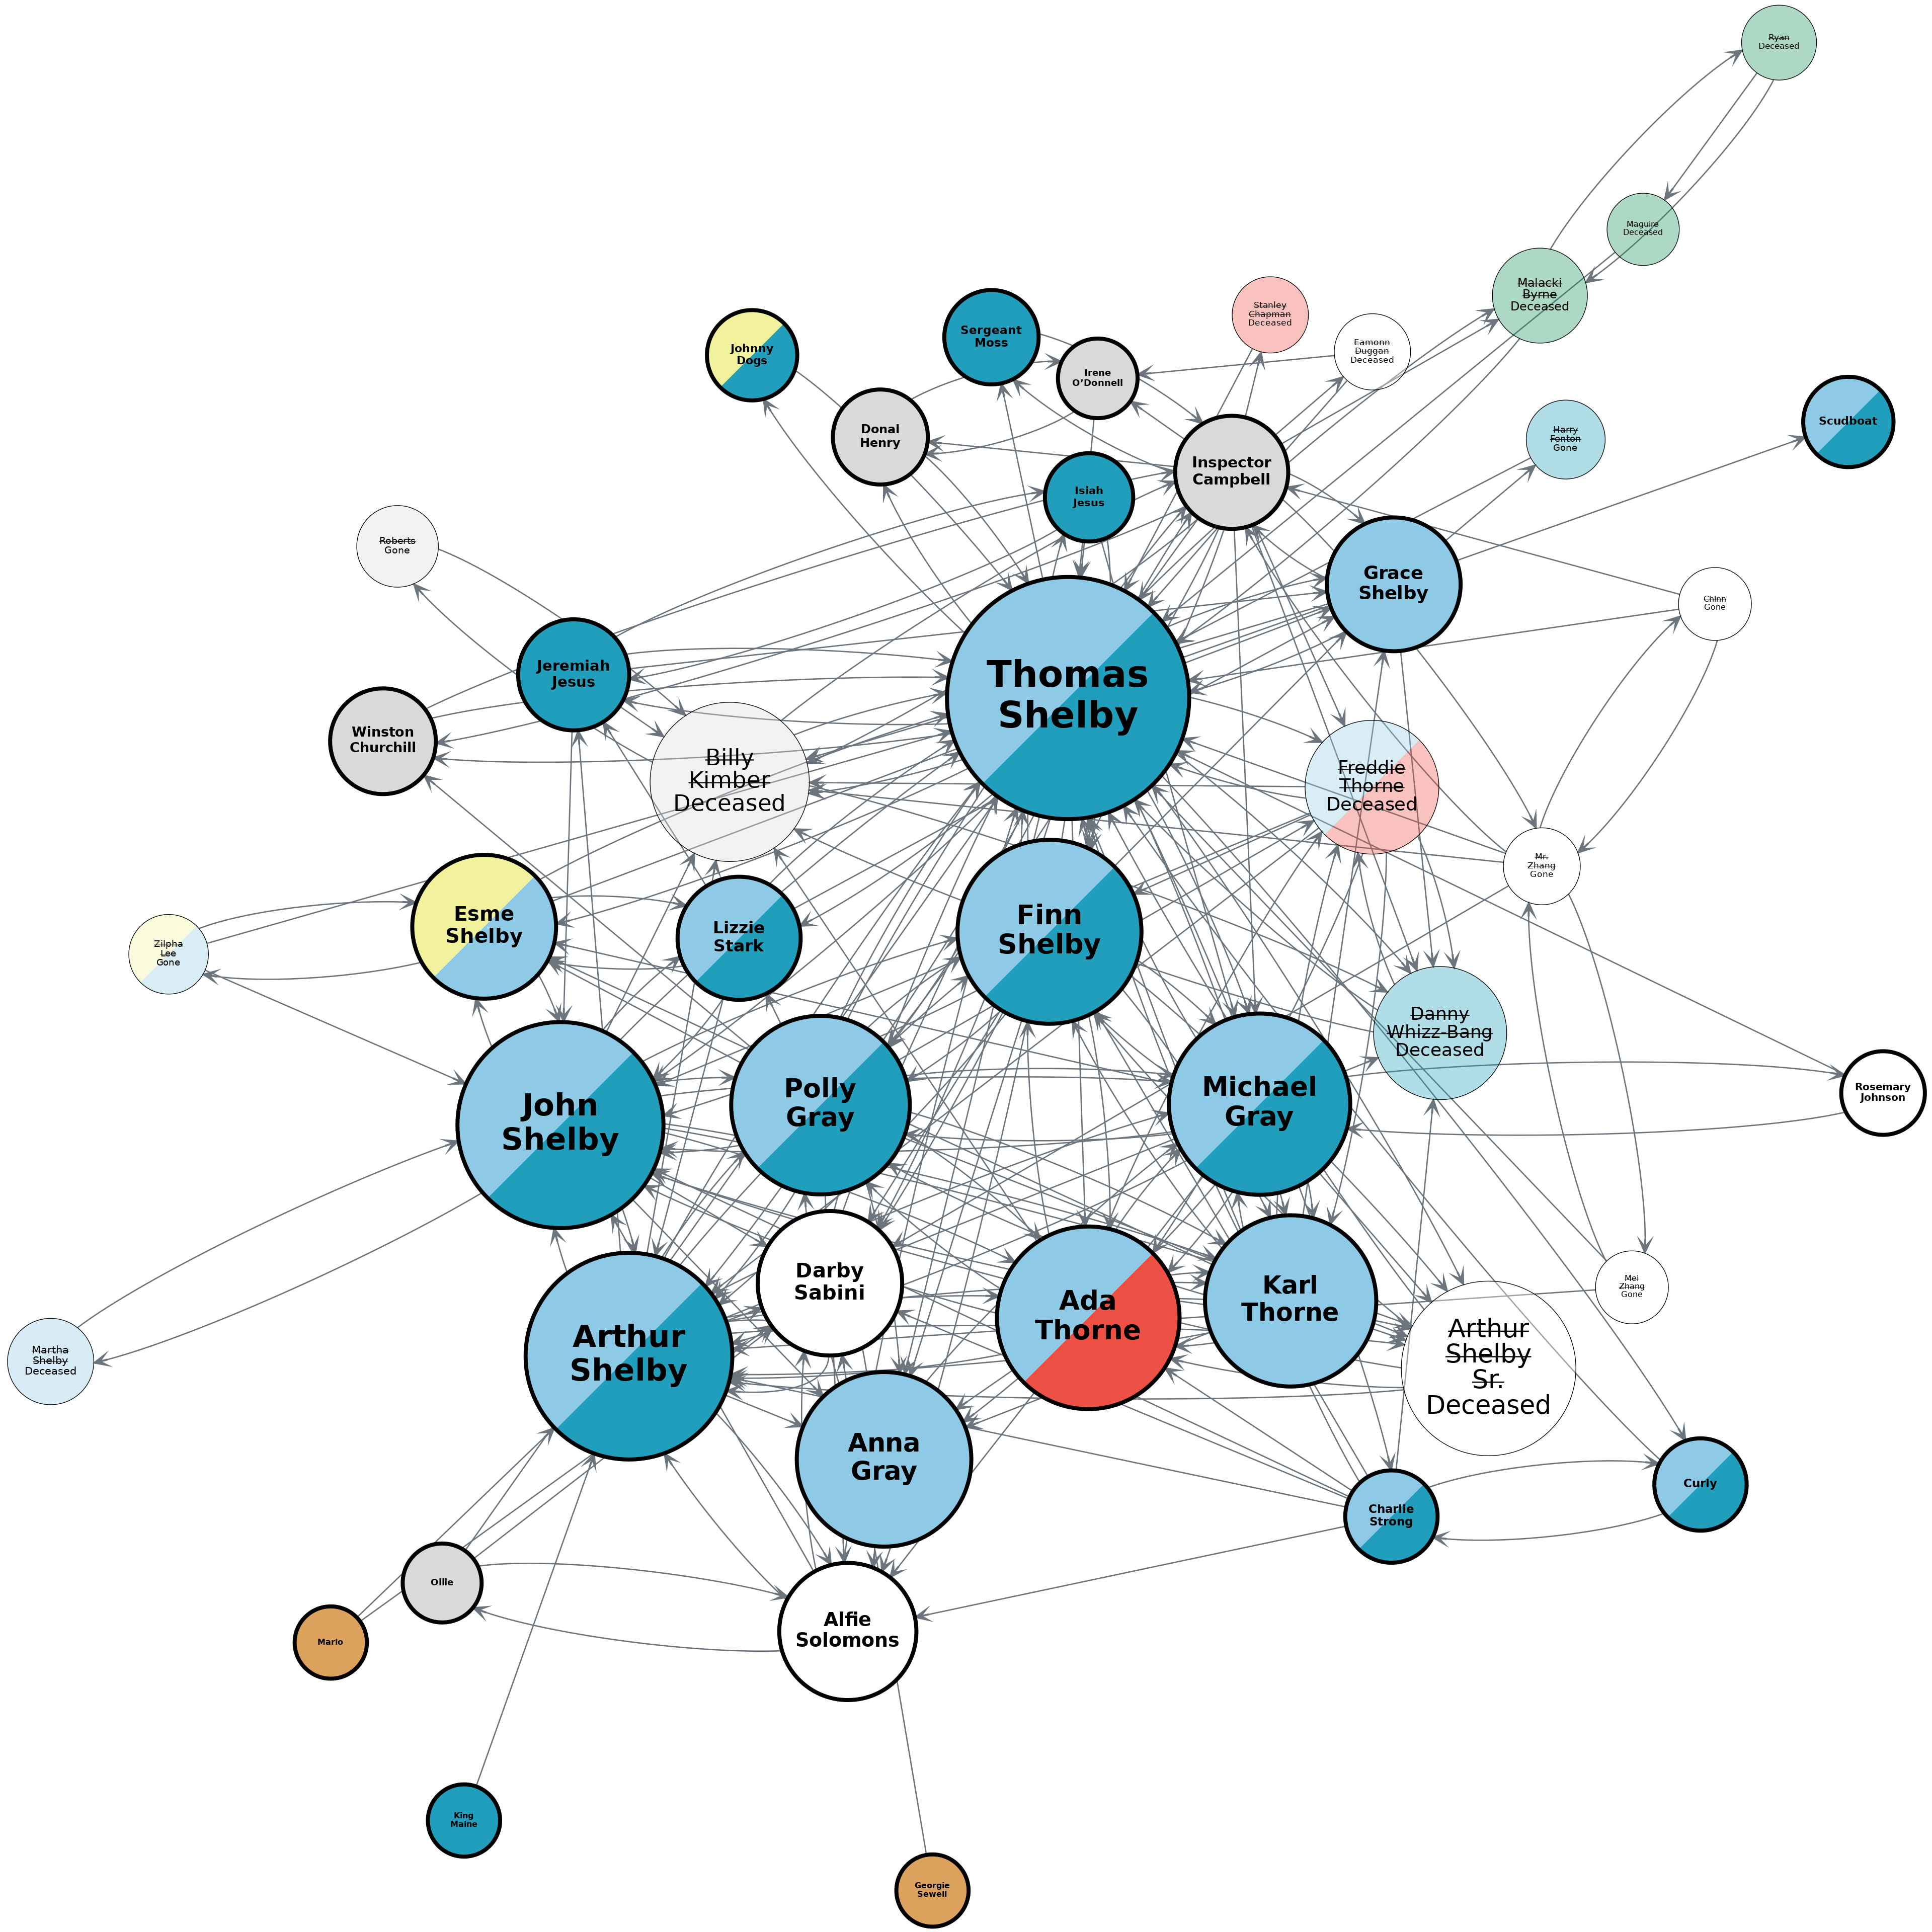 Ryan
Deceased
Maguire
Deceased
Malacki
Byrne
Deceased
Stanley
Chapman
Deceased
Sergeant
Moss
Johnny
Dogs
Eamonn
Duggan
Deceased
Irene
O’Donnell
Scudboat
Donal
Henry
Harry
Fenton
Gone
Inspector
Campbell
Isiah
Jesus
Roberts
Gone
Grace
Shelby
Chinn
Gone
Jeremiah
Jesus
Thomas
Shelby
Winston
Churchill
Billy
Kimber
Deceased
Freddie
Thorne
Deceased
Mr.
Zhang
Gone
Esme
Shelby
Lizzie
Stark
Finn
Shelby
Zilpha
Lee
Gone
Danny
Whizz-Bang
Deceased
Rosemary
Johnson
Polly
Gray
Michael
Gray
John
Shelby
Darby
Sabini
Mei
Zhang
Gone
Ada
Thorne
Karl
Thorne
Arthur
Shelby
Martha
Shelby
Deceased
Arthur
Shelby
Sr.
Deceased
Anna
Gray
Curly
Charlie
Strong
Ollie
Alfie
Solomons
Mario
King
Maine
Georgie
Sewell